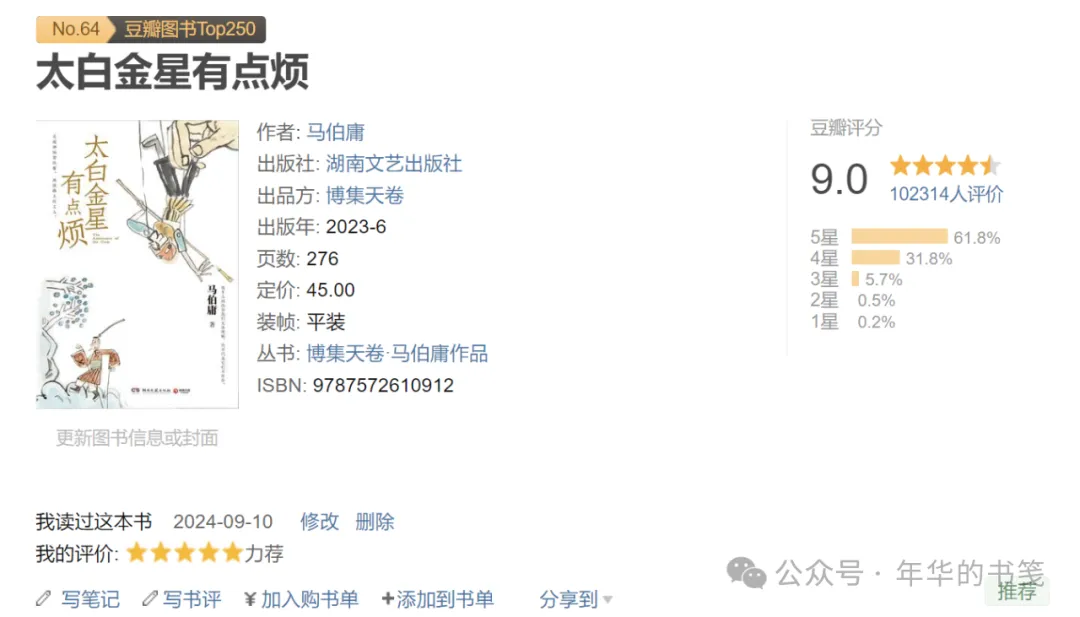 No.64 豆瓣图书Top250
太白金星有点烦
太白金星
有点烦
马伯庸 著
作者: 马伯庸
出版社: 湖南文艺出版社
出品方: 博集天卷
出版年: 2023-6
页数: 276
定价: 45.00
装帧: 平装
丛书: 博集天卷·马伯庸作品
ISBN: 9787572610912
更新图书信息或封面
豆瓣评分
9.0
102314人评价
5星 61.8%
4星 31.8%
3星 5.7%
2星 0.5%
1星 0.2%
我读过这本书 2024-09-10 修改 删除
我的评价: 力荐
写笔记 写书评 ¥加入购书单 +添加到书单 分享到
推荐
公众号 · 年华的书笺